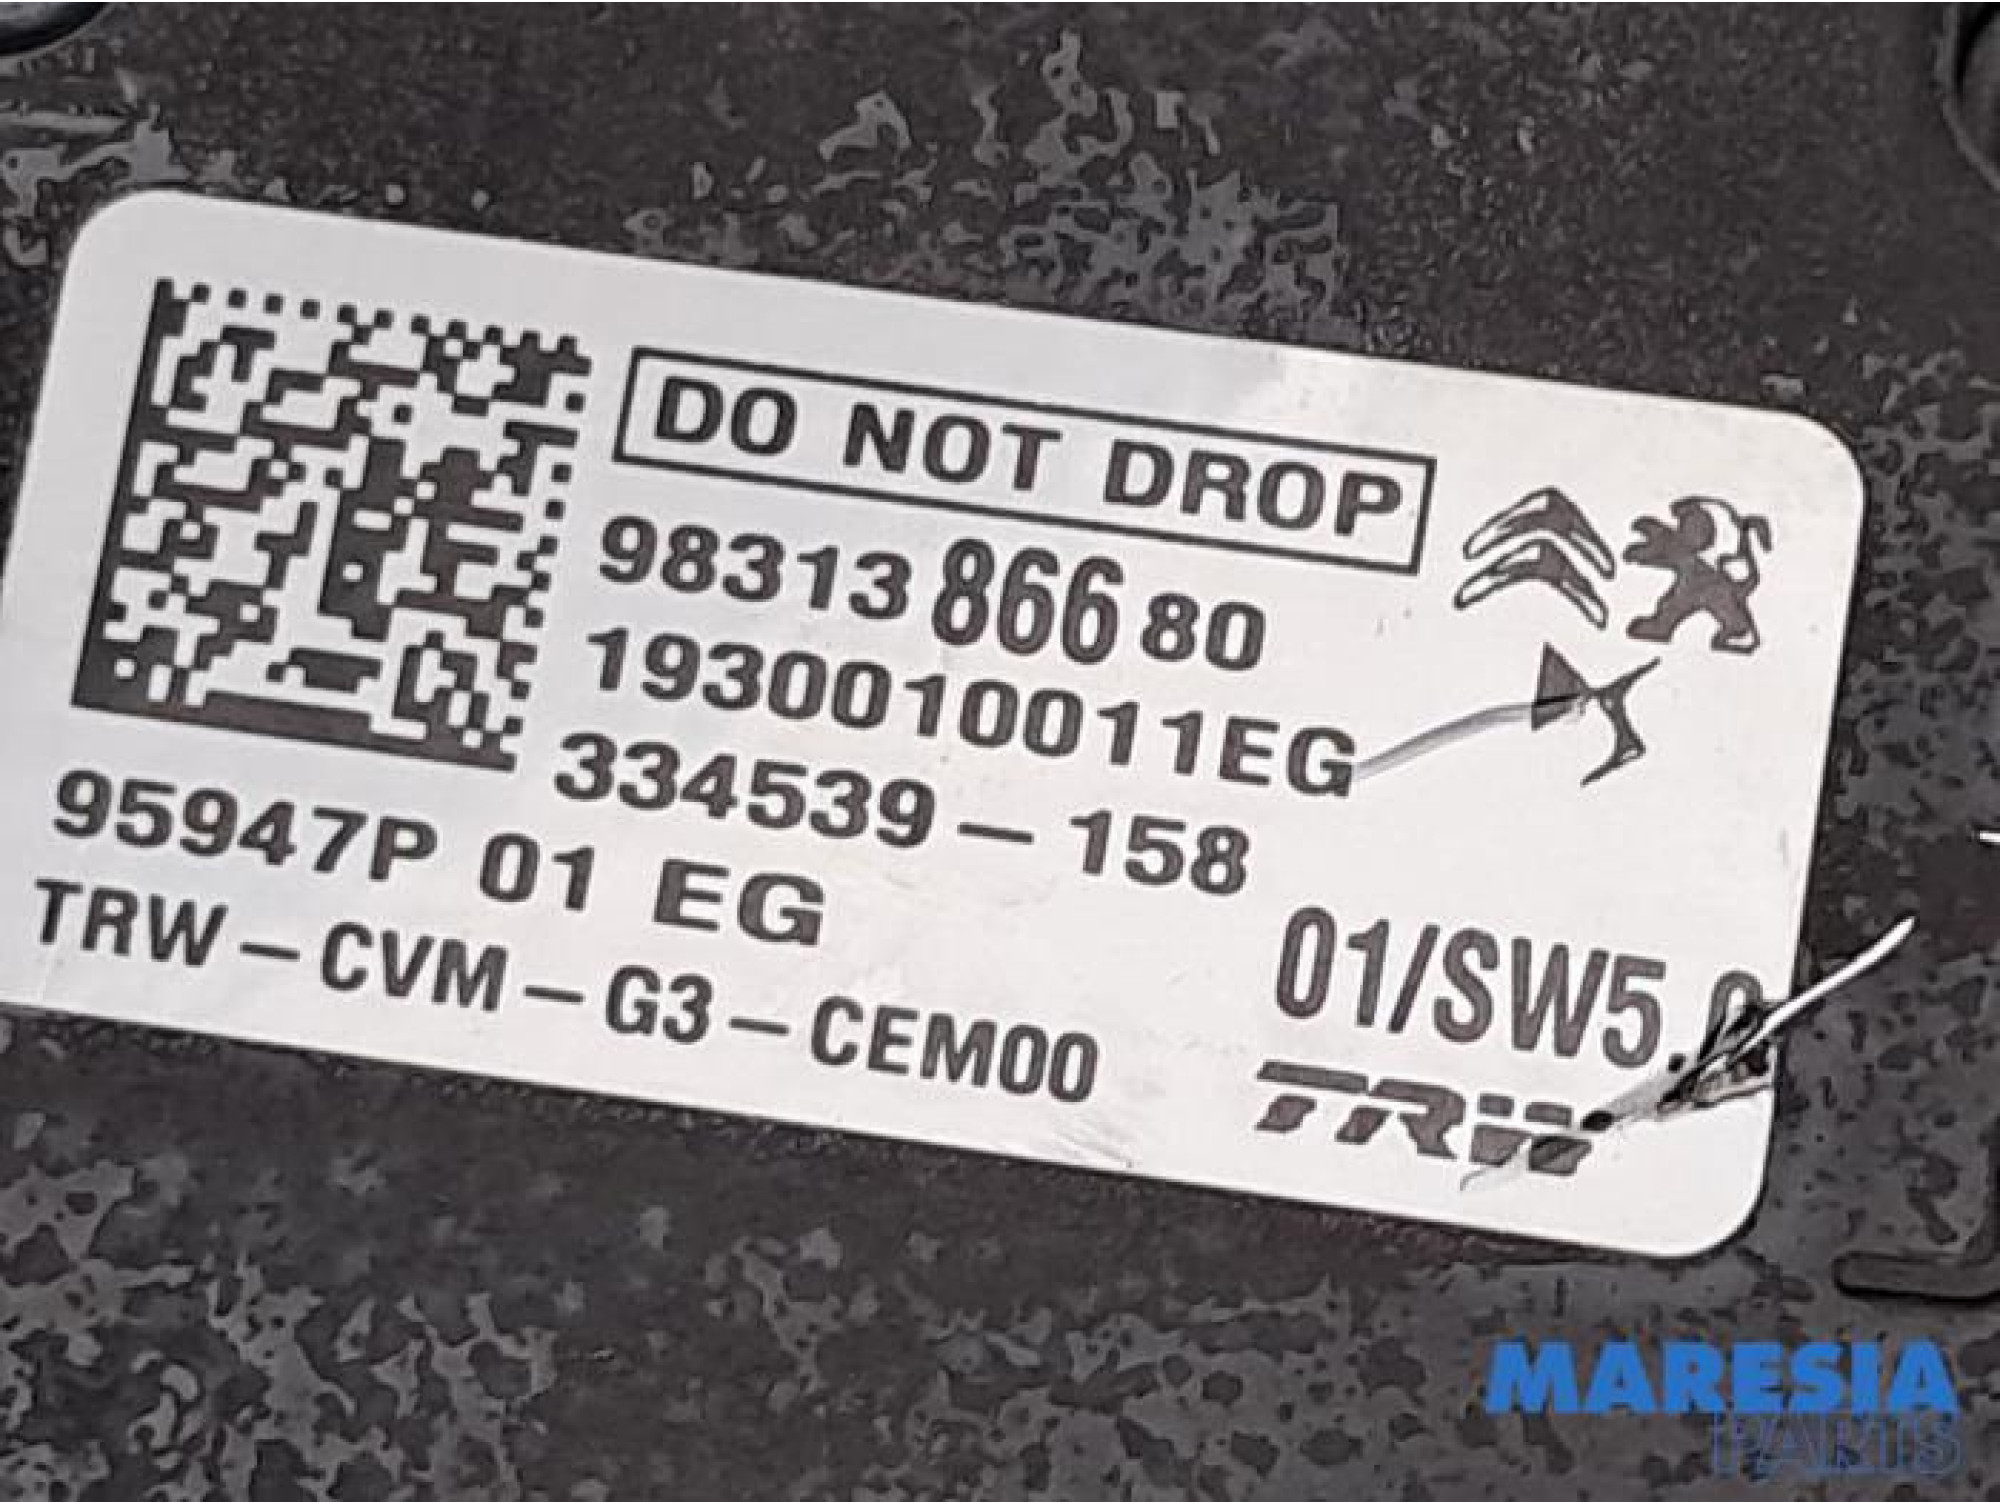 DO NOT DROP
98313 866 80
1930010011EG
334539-158
95947P 01 EG
TRW-CVM-G3-CEM00
01/SW5.
TRW
MARESIA
PARTS